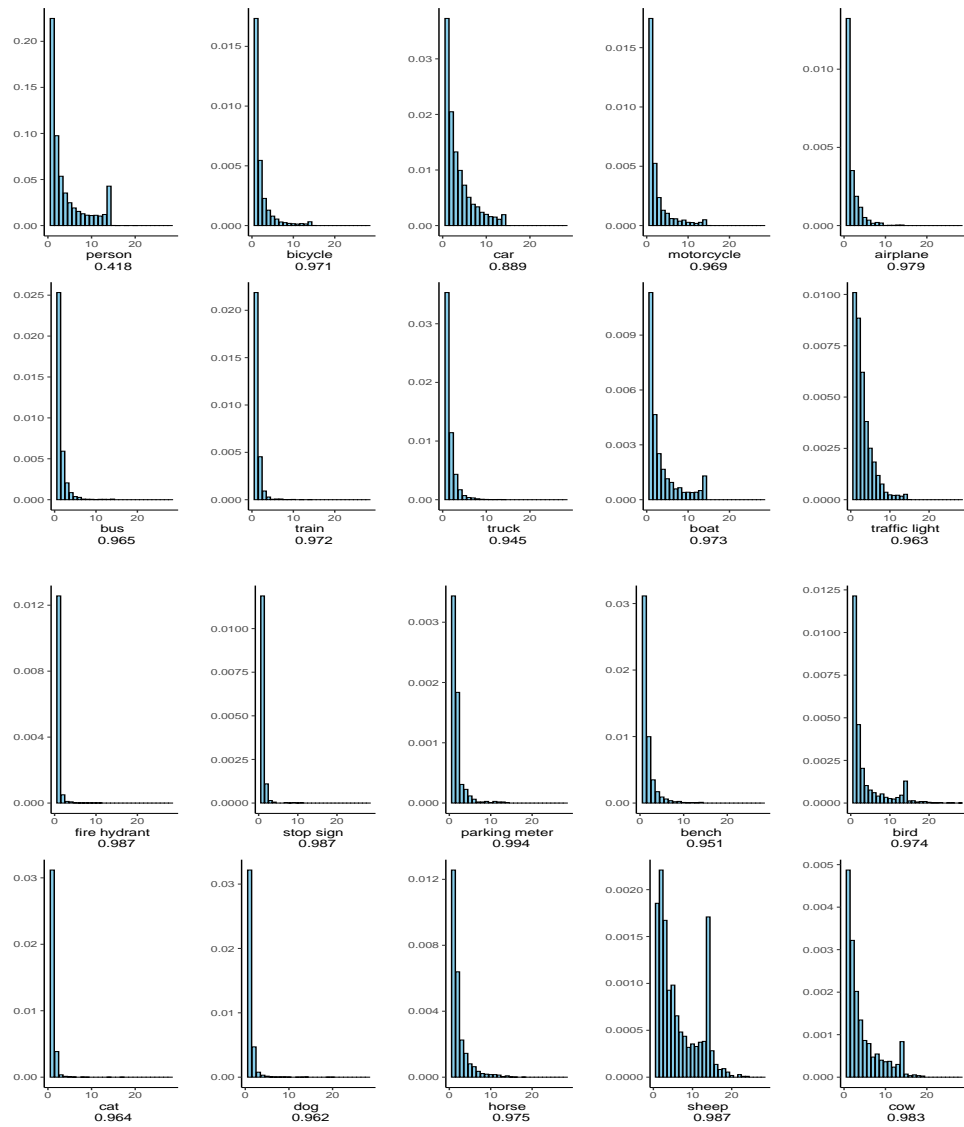 0.20
0.15
0.10
0.05
0.00
0 10 20
person
0.418
0.015
0.010
0.005
0.000
0 10 20
bicycle
0.971
0.03
0.02
0.01
0.00
0 10 20
car
0.889
0.015
0.010
0.005
0.000
0 10 20
motorcycle
0.969
0.010
0.005
0.000
0 10 20
airplane
0.979
0.025
0.020
0.015
0.010
0.005
0.000
0 10 20
bus
0.965
0.020
0.015
0.010
0.005
0.000
0 10 20
train
0.972
0.03
0.02
0.01
0.00
0 10 20
truck
0.945
0.009
0.006
0.003
0.000
0 10 20
boat
0.973
0.0100
0.0075
0.0050
0.0025
0.0000
0 10 20
traffic light
0.963
0.012
0.008
0.004
0.000
0 10 20
fire hydrant
0.987
0.0100
0.0075
0.0050
0.0025
0.0000
0 10 20
stop sign
0.987
0.003
0.002
0.001
0.000
0 10 20
parking meter
0.994
0.03
0.02
0.01
0.00
0 10 20
bench
0.951
0.0125
0.0100
0.0075
0.0050
0.0025
0.0000
0 10 20
bird
0.974
0.03
0.02
0.01
0.00
0 10 20
cat
0.964
0.03
0.02
0.01
0.00
0 10 20
dog
0.962
0.012
0.008
0.004
0.000
0 10 20
horse
0.975
0.0020
0.0015
0.0010
0.0005
0.0000
0 10 20
sheep
0.987
0.005
0.004
0.003
0.002
0.001
0.000
0 10 20
cow
0.983